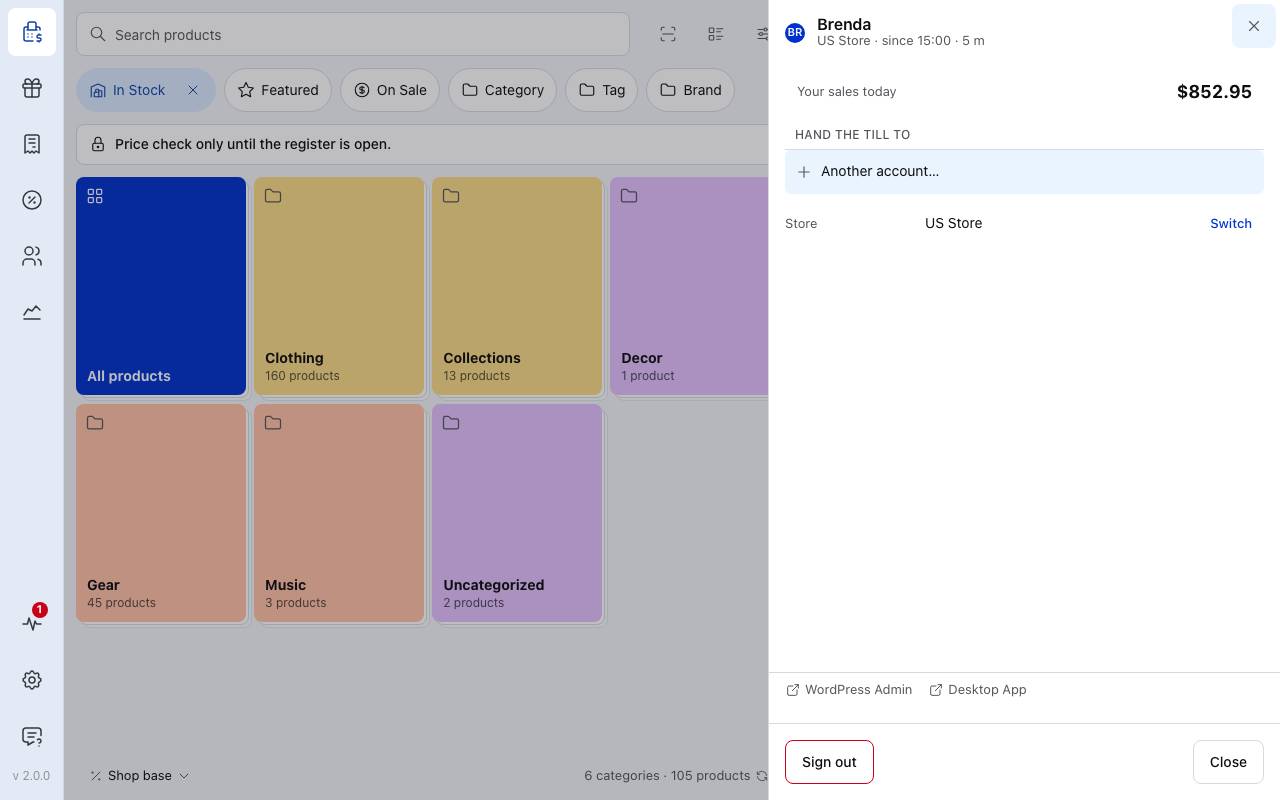 Search products
In Stock
Featured
On Sale
Category
Tag
Brand
Price check only until the register is open.
All products
Clothing
160 products
Collections
13 products
Decor
1 product
Gear
45 products
Music
3 products
Uncategorized
2 products
1
v 2.0.0
Shop base
6 categories · 105 products
BR
Brenda
US Store · since 15:00 · 5 m
Your sales today
$852.95
HAND THE TILL TO
Another account...
Store
US Store
Switch
WordPress Admin
Desktop App
Sign out
Close